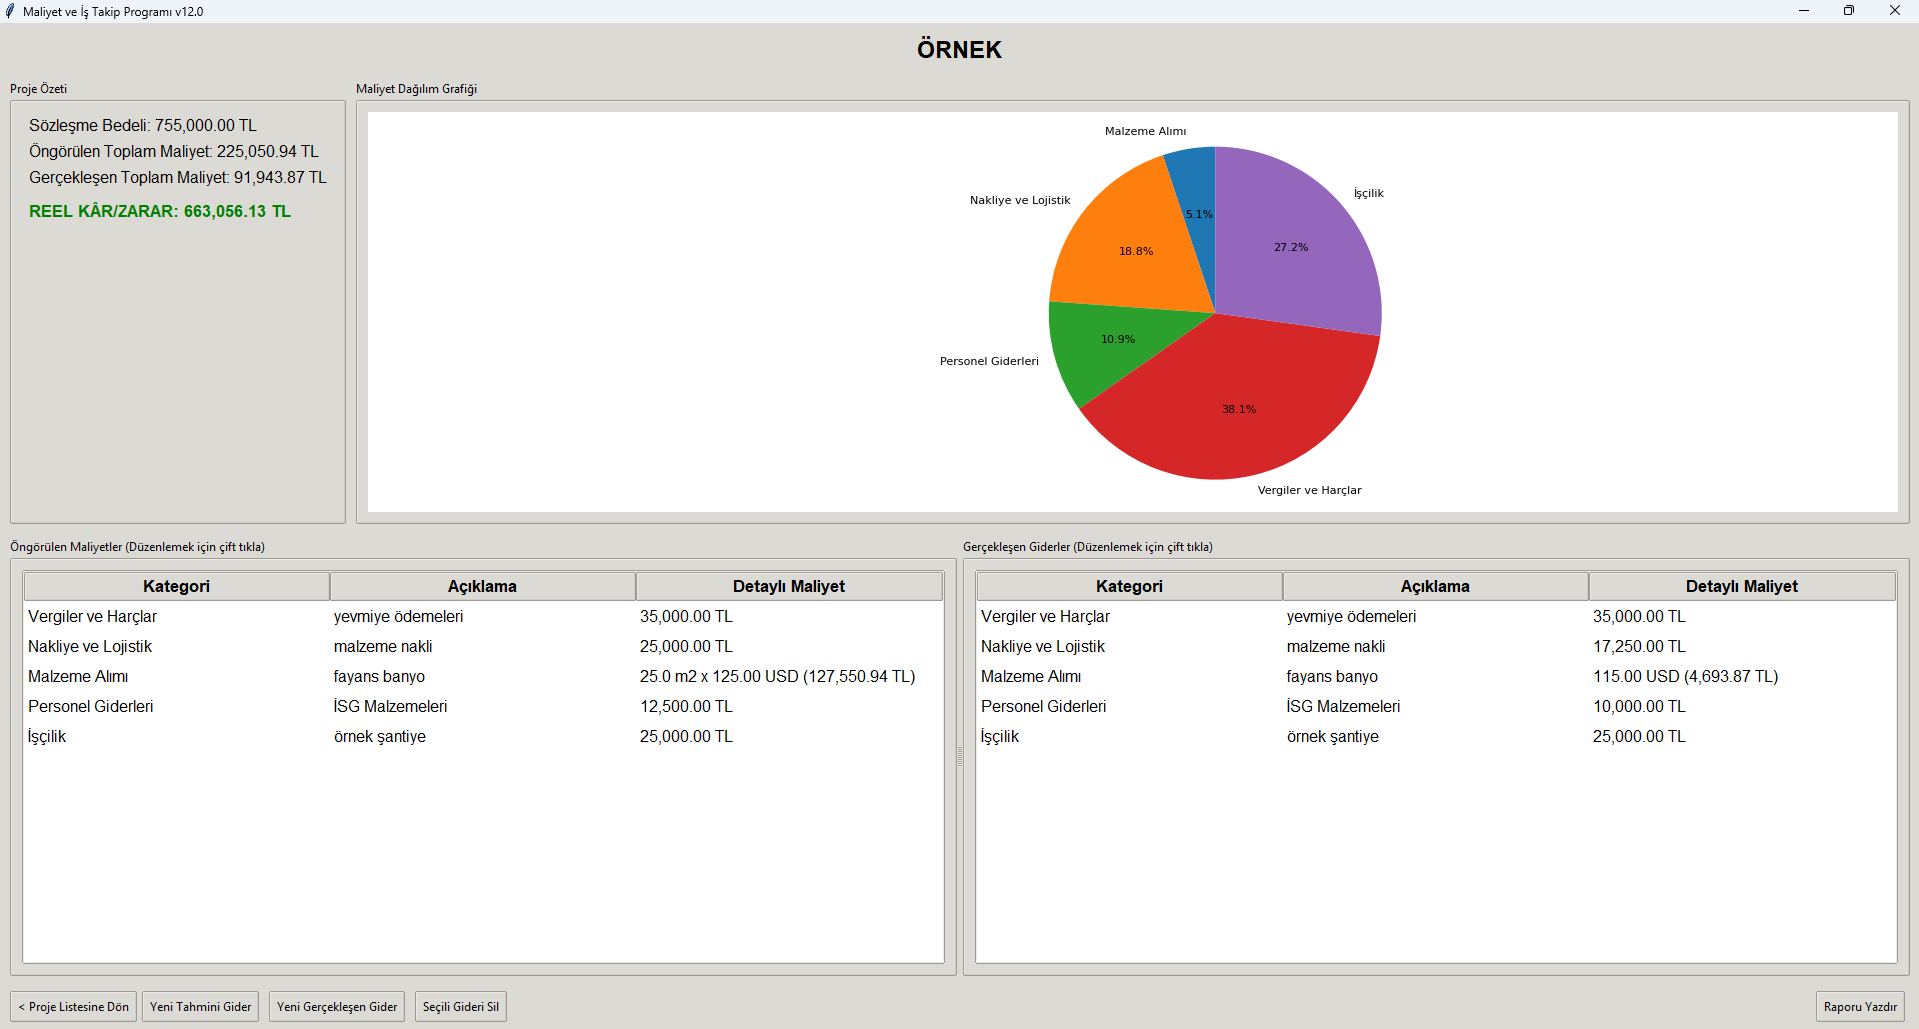 Maliyet ve İş Takip Programı v12.0
ÖRNEK
Proje Özeti
Sözleşme Bedeli: 755,000.00 TL
Öngörülen Toplam Maliyet: 225,050.94 TL
Gerçekleşen Toplam Maliyet: 91,943.87 TL
REEL KÂR/ZARAR: 663,056.13 TL
Maliyet Dağılım Grafiği
Malzeme Alımı
İşçilik
Nakliye ve Lojistik
5.1%
27.2%
18.8%
10.9%
Personel Giderleri
38.1%
Vergiler ve Harçlar
Öngörülen Maliyetler (Düzenlemek için çift tıkla)
Kategori Açıklama Detaylı Maliyet
Vergiler ve Harçlar yevmiye ödemeleri 35,000.00 TL
Nakliye ve Lojistik malzeme nakli 25,000.00 TL
Malzeme Alımı fayans banyo 25.0 m2 x 125.00 USD (127,550.94 TL)
Personel Giderleri İSG Malzemeleri 12,500.00 TL
İşçilik örnek şantiye 25,000.00 TL
Gerçekleşen Giderler (Düzenlemek için çift tıkla)
Kategori Açıklama Detaylı Maliyet
Vergiler ve Harçlar yevmiye ödemeleri 35,000.00 TL
Nakliye ve Lojistik malzeme nakli 17,250.00 TL
Malzeme Alımı fayans banyo 115.00 USD (4,693.87 TL)
Personel Giderleri İSG Malzemeleri 10,000.00 TL
İşçilik örnek şantiye 25,000.00 TL
< Proje Listesine Dön
Yeni Tahmini Gider
Yeni Gerçekleşen Gider
Seçili Gideri Sil
Raporu Yazdır